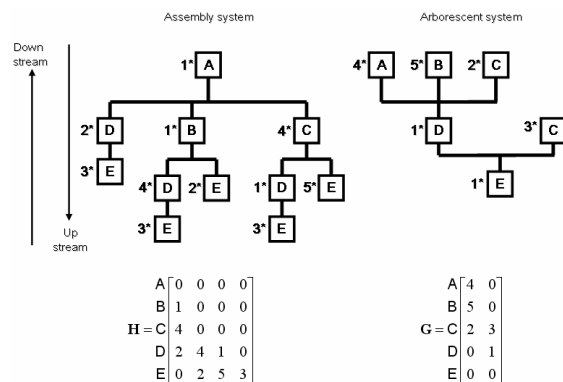 Assembly system
Arborescent system
Down
stream
1* A
4* A 5* B 2* C
2* D 1* B 4* C
1* D 3* C
3* E 4* D 2* E 1* D 5* E
1* E
3* E 3* E
Up
stream
A 0 0 0 0
B 1 0 0 0
H = C 4 0 0 0
D 2 4 1 0
E 0 2 5 3
A 4 0
B 5 0
G = C 2 3
D 0 1
E 0 0